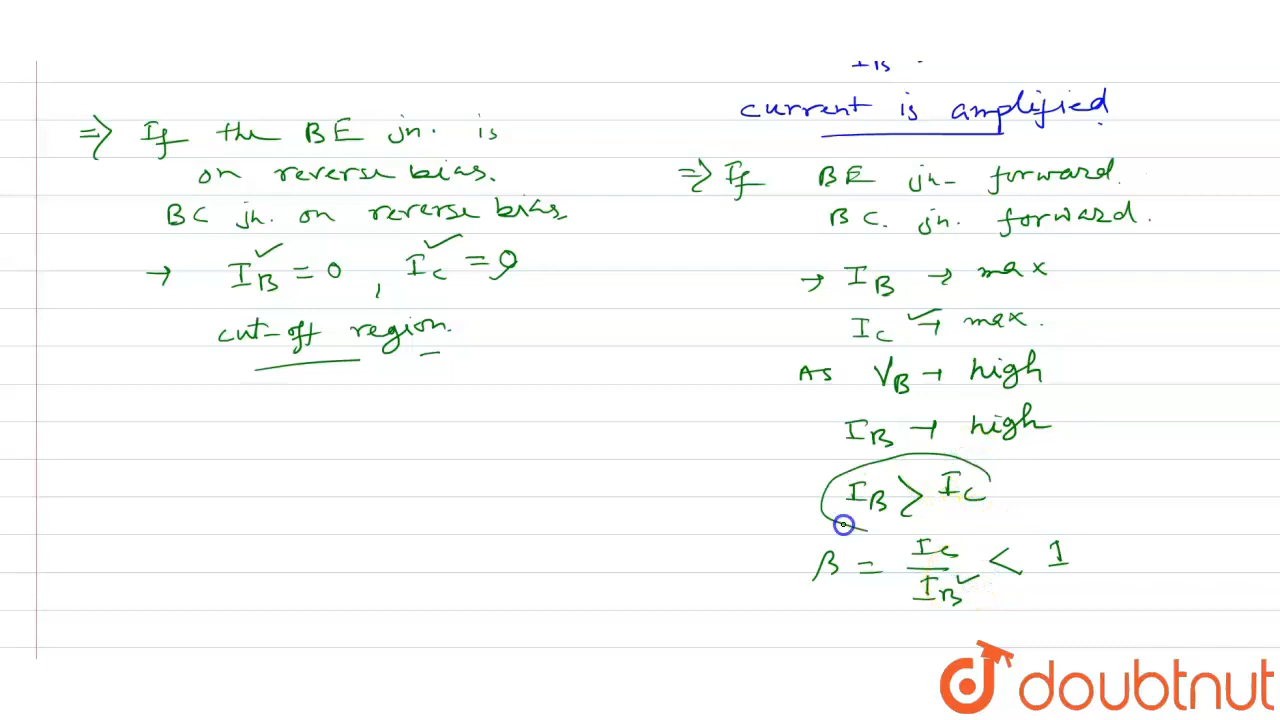 => If the BE jn. is
on reverse bias.
BC jn. on reverse bias
→ IB = 0 , Ic = 0
cut-off region.
current is amplified
=> If BE jn- forward.
BC. jn. forward.
→ IB → max
Ic → max.
As VB → high
IB → high
IB > Ic
β = Ic / IB < 1
doubtnut